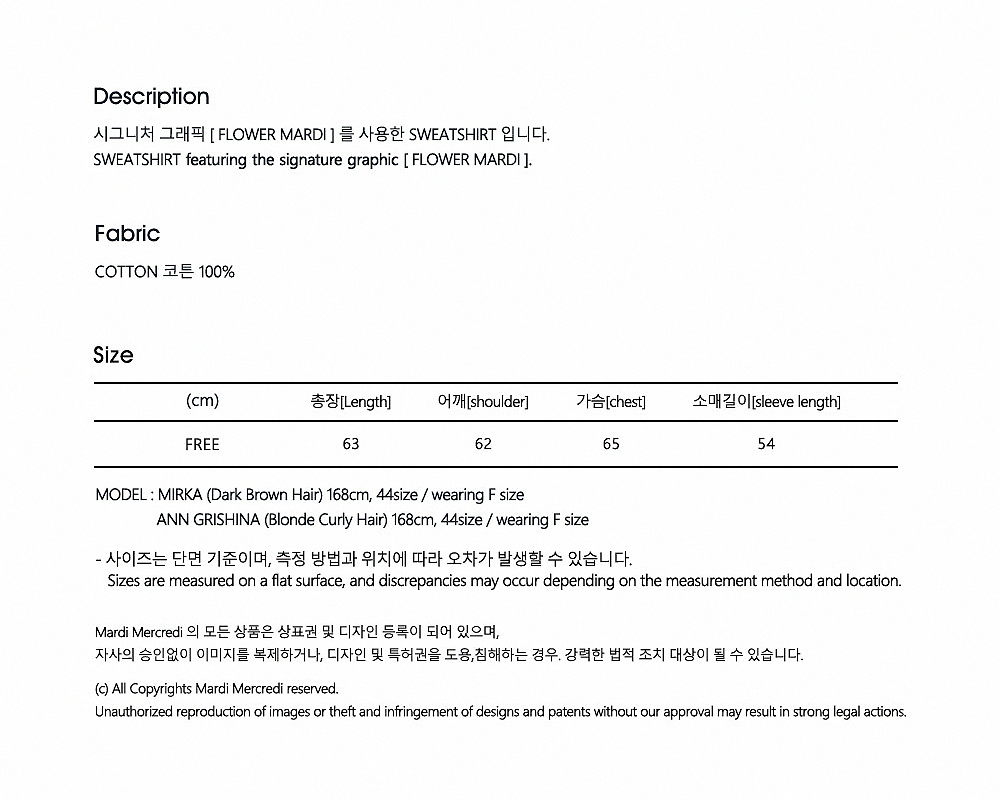 Description
시그니처 그래픽 [ FLOWER MARDI ] 를 사용한 SWEATSHIRT 입니다.
SWEATSHIRT featuring the signature graphic [ FLOWER MARDI ].
Fabric
COTTON 코튼 100%
Size
(cm) 총장[Length] 어깨[shoulder] 가슴[chest] 소매길이[sleeve length]
FREE 63 62 65 54
MODEL : MIRKA (Dark Brown Hair) 168cm, 44size / wearing F size
ANN GRISHINA (Blonde Curly Hair) 168cm, 44size / wearing F size
- 사이즈는 단면 기준이며, 측정 방법과 위치에 따라 오차가 발생할 수 있습니다.
Sizes are measured on a flat surface, and discrepancies may occur depending on the measurement method and location.
Mardi Mercredi 의 모든 상품은 상표권 및 디자인 등록이 되어 있으며,
자사의 승인없이 이미지를 복제하거나, 디자인 및 특허권을 도용,침해하는 경우. 강력한 법적 조치 대상이 될 수 있습니다.
(c) All Copyrights Mardi Mercredi reserved.
Unauthorized reproduction of images or theft and infringement of designs and patents without our approval may result in strong legal actions.